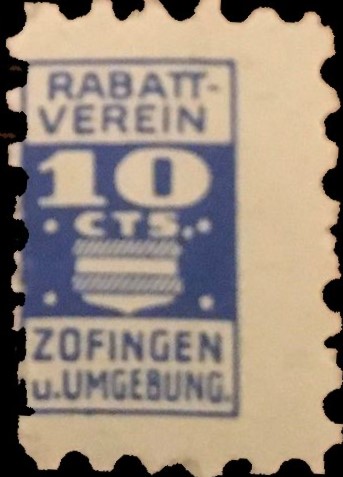 RABATT-
VEREIN
10
CTS.
ZOFINGEN
u.UMGEBUNG.